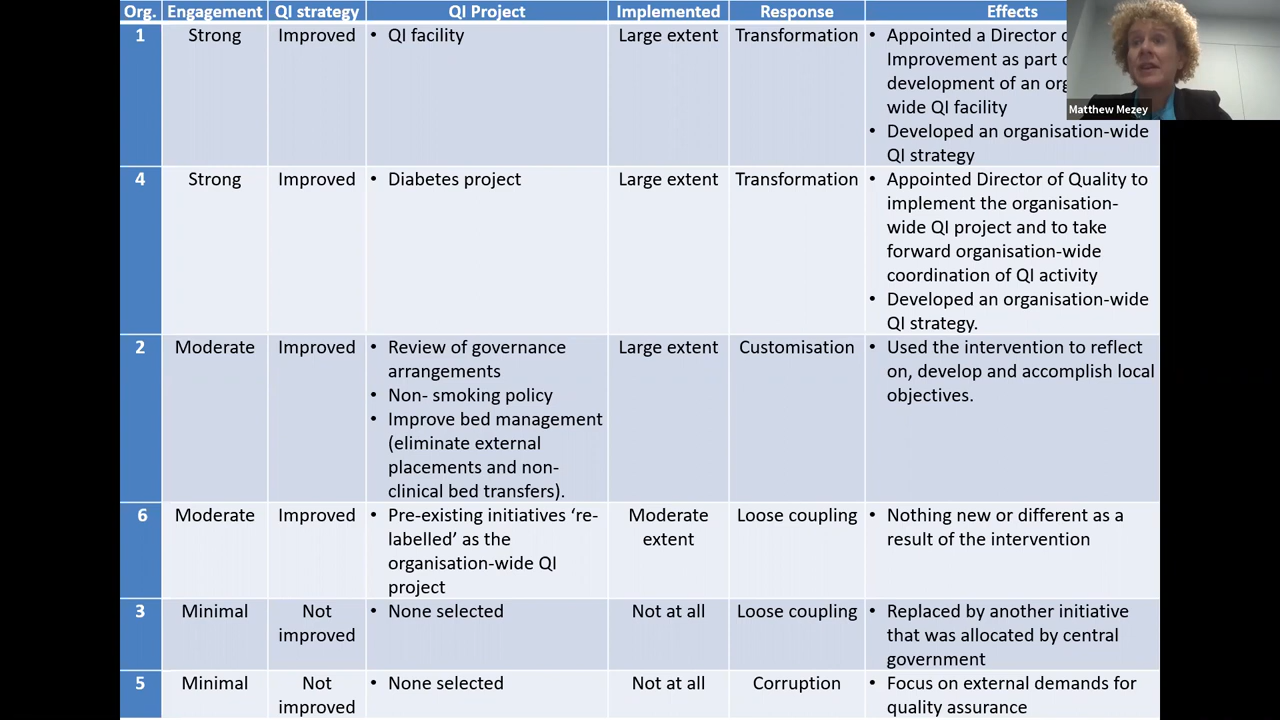 Org. Engagement QI strategy QI Project Implemented Response Effects
1 Strong Improved • QI facility Large extent Transformation • Appointed a Director
Improvement as part
development of an
wide QI facility
• Developed an organisation-wide
QI strategy
4 Strong Improved • Diabetes project Large extent Transformation • Appointed Director of Quality to
implement the organisation-
wide QI project and to take
forward organisation-wide
coordination of QI activity
• Developed an organisation-wide
QI strategy.
2 Moderate Improved • Review of governance Large extent Customisation • Used the intervention to reflect
arrangements on, develop and accomplish local
• Non- smoking policy objectives.
• Improve bed management
(eliminate external
placements and non-
clinical bed transfers).
6 Moderate Improved • Pre-existing initiatives ‘re- Moderate Loose coupling • Nothing new or different as a
labelled’ as the extent result of the intervention
organisation-wide QI
project
3 Minimal Not • None selected Not at all Loose coupling • Replaced by another initiative
improved that was allocated by central
government
5 Minimal Not • None selected Not at all Corruption • Focus on external demands for
improved quality assurance
Matthew Mezey